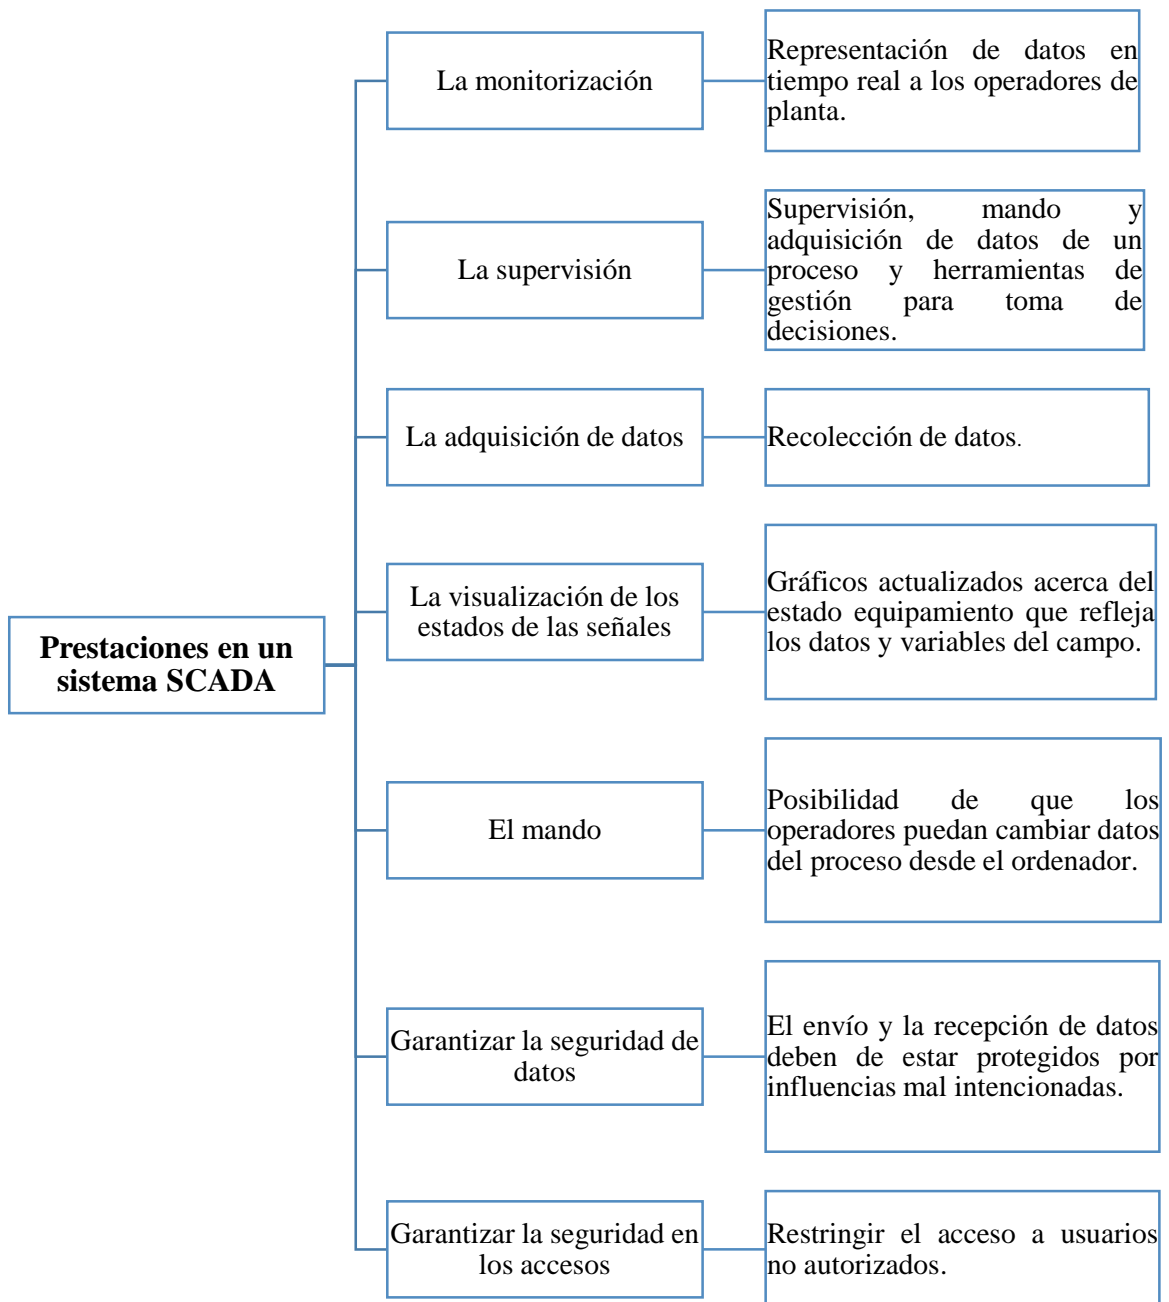 Prestaciones en un
sistema SCADA
La monitorización
Representación de datos en
tiempo real a los operadores de
planta.
La supervisión
Supervisión, mando y
adquisición de datos de un
proceso y herramientas de
gestión para toma de
decisiones.
La adquisición de datos
Recolección de datos.
La visualización de los
estados de las señales
Gráficos actualizados acerca del
estado equipamiento que refleja
los datos y variables del campo.
El mando
Posibilidad de que los
operadores puedan cambiar datos
del proceso desde el ordenador.
Garantizar la seguridad de
datos
El envío y la recepción de datos
deben de estar protegidos por
influencias mal intencionadas.
Garantizar la seguridad en
los accesos
Restringir el acceso a usuarios
no autorizados.